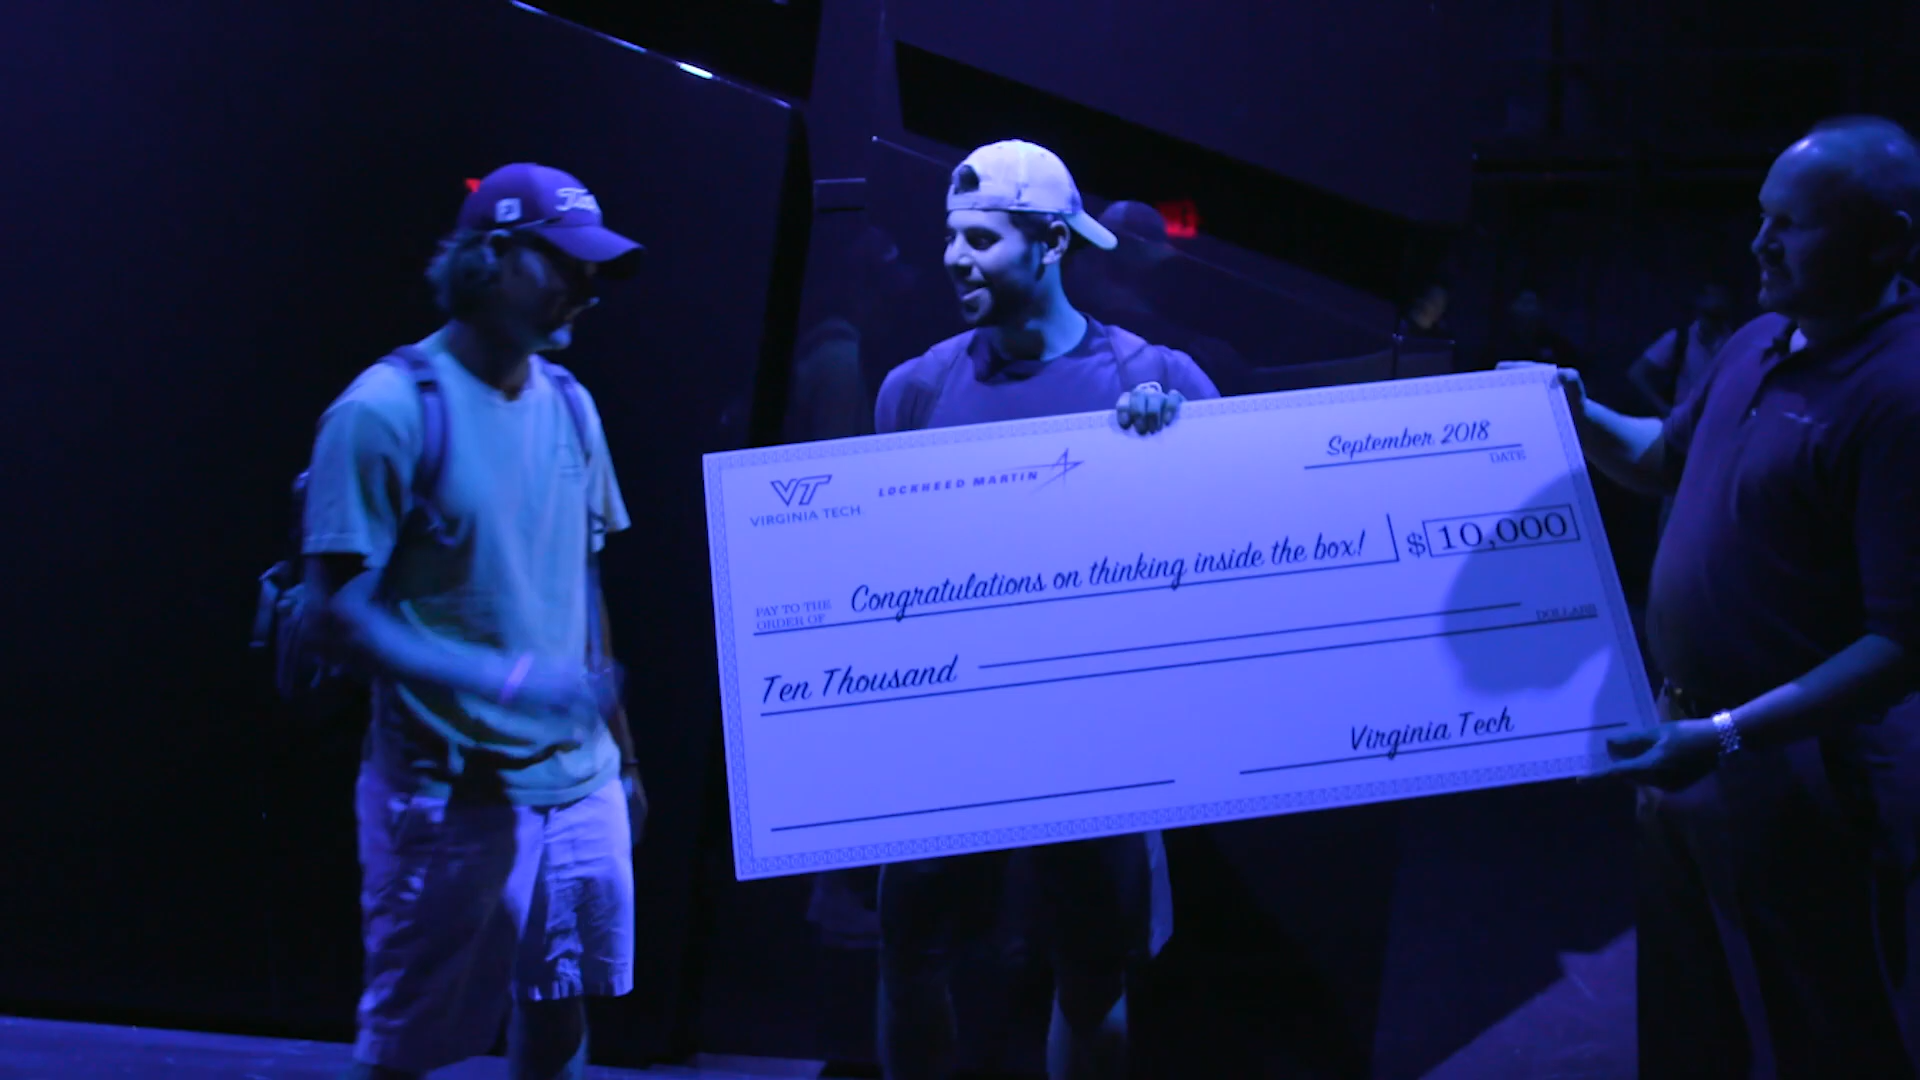 September 2018
DATE
VT
VIRGINIA TECH.
LOCKHEED MARTIN
PAY TO THE
ORDER OF
Congratulations on thinking inside the box!
$ 10,000
Ten Thousand
DOLLARS
Virginia Tech